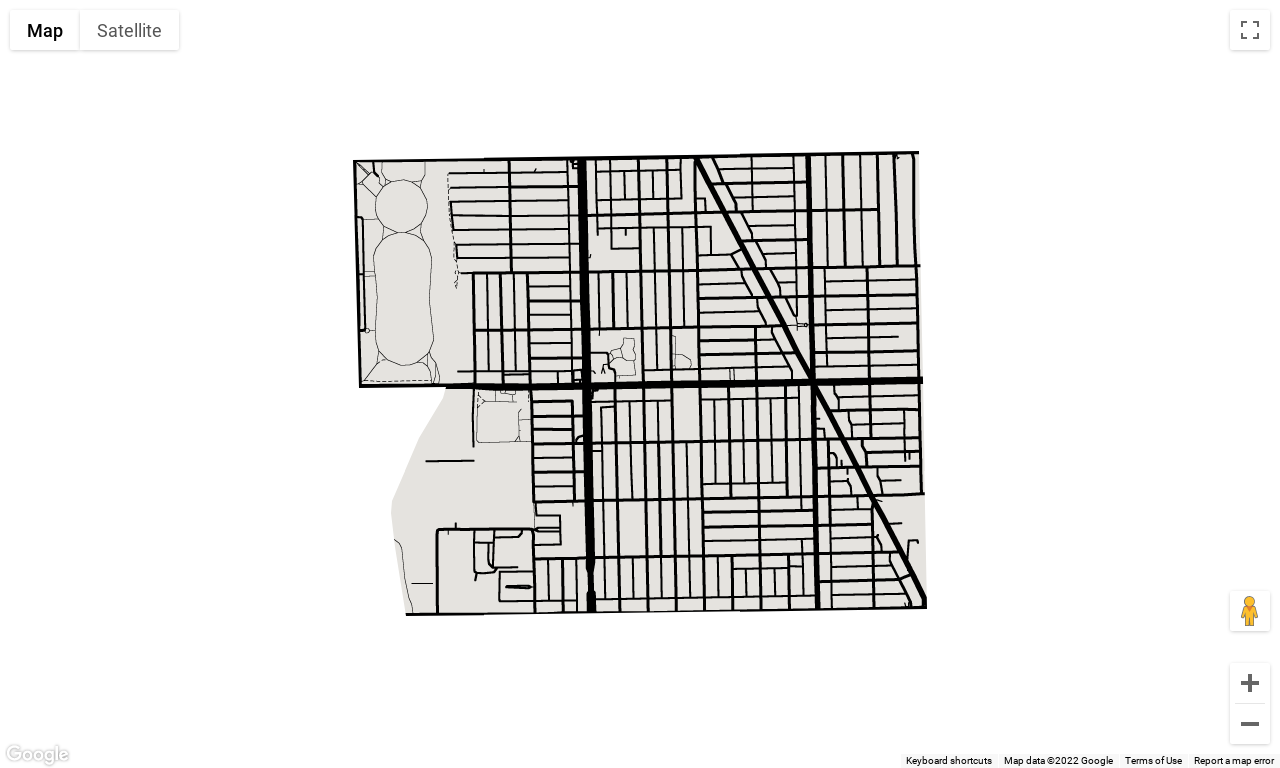 Map
Satellite
Google
Keyboard shortcuts
Map data ©2022 Google
Terms of Use
Report a map error